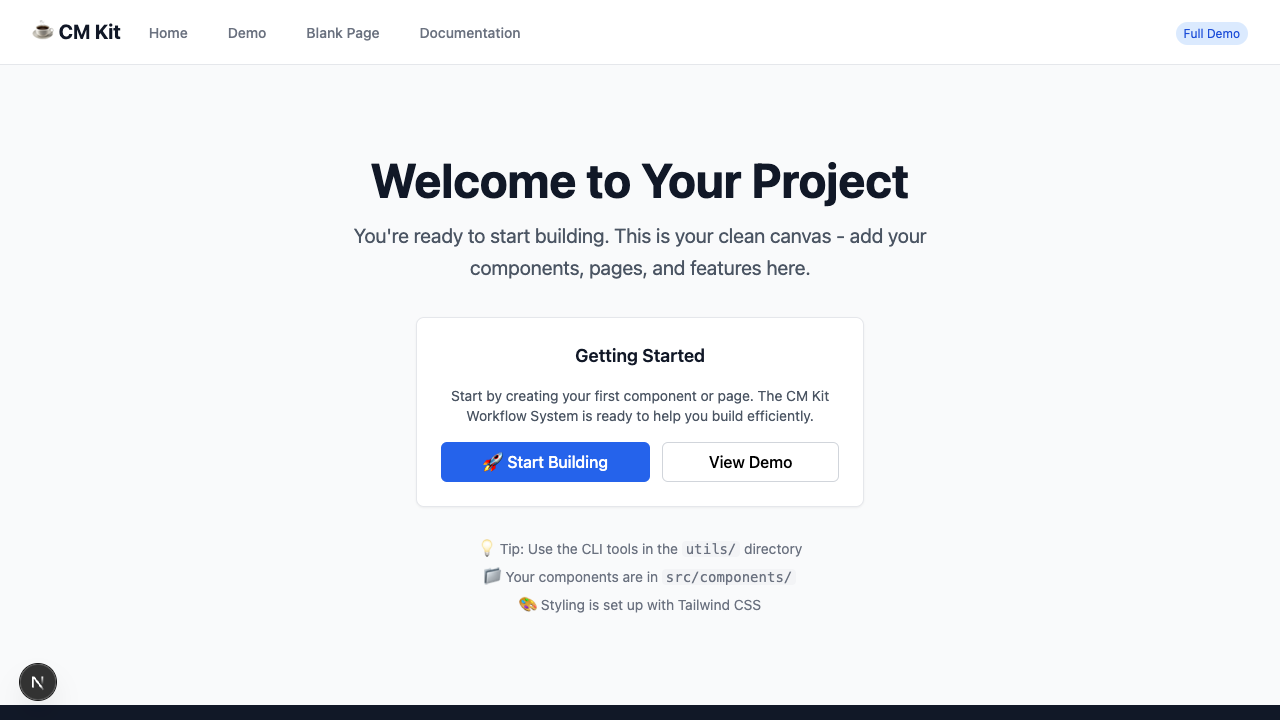 CM Kit
Home
Demo
Blank Page
Documentation
Full Demo
Welcome to Your Project
You're ready to start building. This is your clean canvas - add your
components, pages, and features here.
Getting Started
Start by creating your first component or page. The CM Kit
Workflow System is ready to help you build efficiently.
🚀 Start Building
View Demo
💡 Tip: Use the CLI tools in the utils/ directory
📁 Your components are in src/components/
🎨 Styling is set up with Tailwind CSS
N